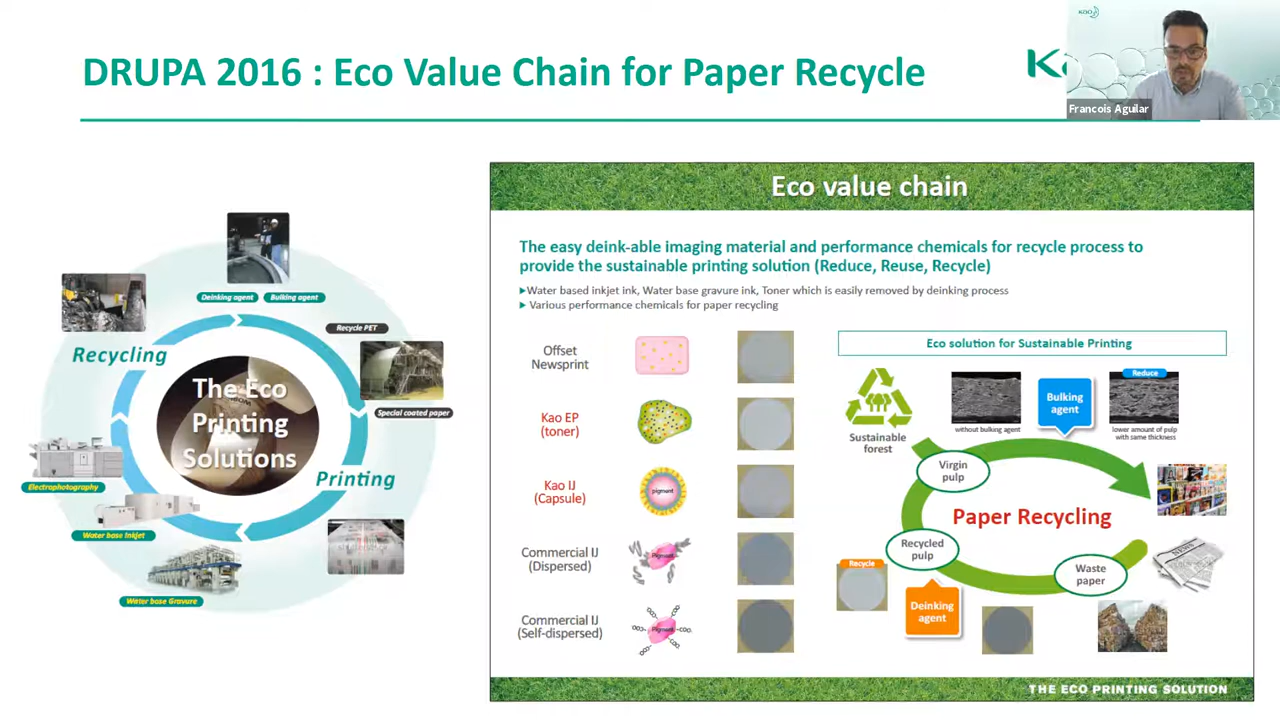 DRUPA 2016 : Eco Value Chain for Paper Recycle
KAO
Francois Aguilar
Deinking agent
Bulking agent
Recycle PET
Recycling
The Eco
Printing
Solutions
Special coated paper
Printing
Electrophotography
Water base Inkjet
Water base Gravure
Eco value chain
The easy deink-able imaging material and performance chemicals for recycle process to
provide the sustainable printing solution (Reduce, Reuse, Recycle)
▶Water based inkjet ink, Water base gravure ink, Toner which is easily removed by deinking process
▶ Various performance chemicals for paper recycling
Offset
Newsprint
Kao EP
(toner)
Kao IJ
(Capsule)
pigment
Commercial IJ
(Dispersed)
Pigment
Commercial IJ
(Self-dispersed)
Pigment
Eco solution for Sustainable Printing
Sustainable
forest
without bulking agent
Bulking
agent
Reduce
lower amount of pulp
with same thickness
Virgin
pulp
Paper Recycling
Recycled
pulp
Waste
paper
NEWS
Recycle
Deinking
agent
THE ECO PRINTING SOLUTION